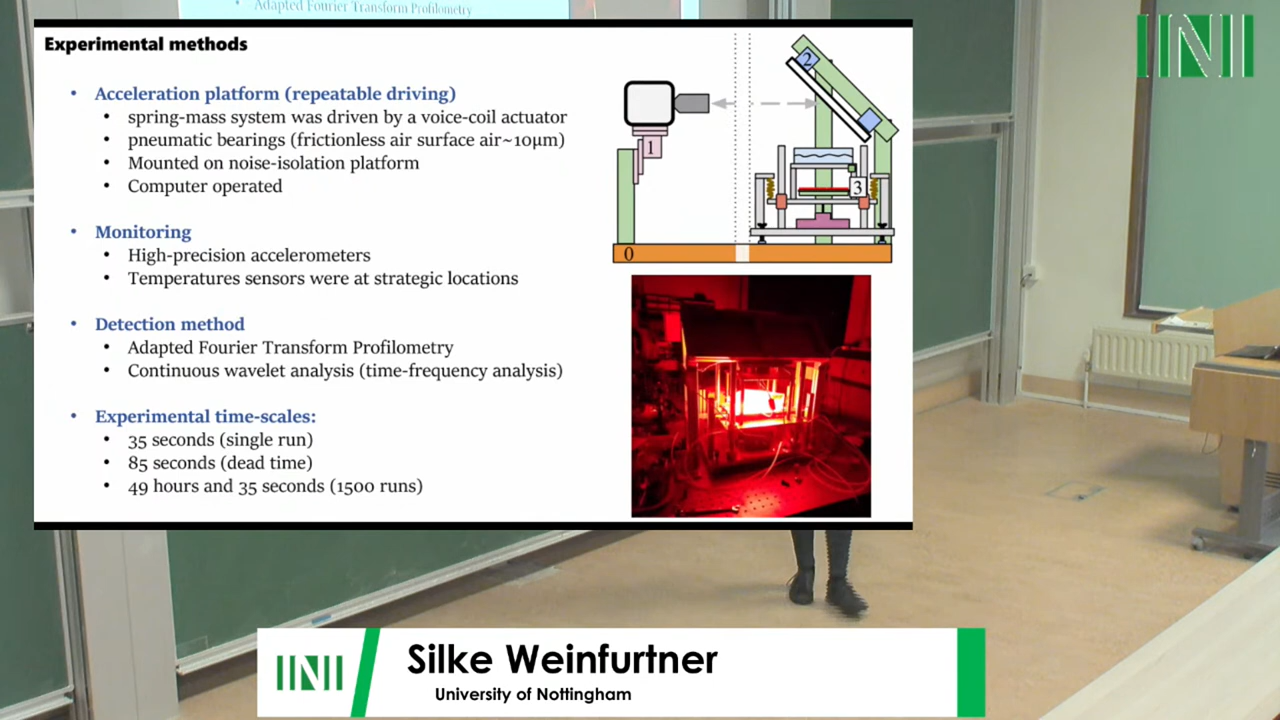 Adapted Fourier Transform Profilometry
INI
Experimental methods
Acceleration platform (repeatable driving)
spring-mass system was driven by a voice-coil actuator
pneumatic bearings (frictionless air surface air~10μm)
Mounted on noise-isolation platform
Computer operated
Monitoring
High-precision accelerometers
Temperatures sensors were at strategic locations
Detection method
Adapted Fourier Transform Profilometry
Continuous wavelet analysis (time-frequency analysis)
Experimental time-scales:
35 seconds (single run)
85 seconds (dead time)
49 hours and 35 seconds (1500 runs)
2
1
3
0
INI
Silke Weinfurtner
University of Nottingham